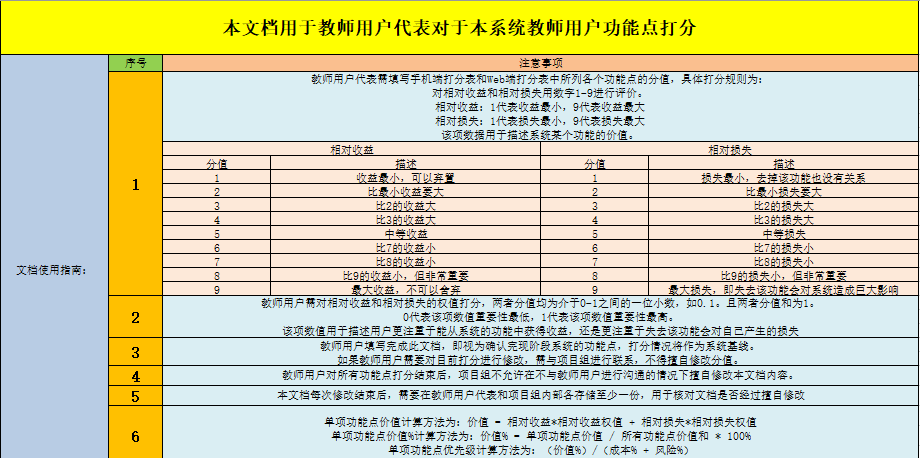 本文档用于教师用户代表对于本系统教师用户功能点打分
序号 注意事项
文档使用指南:
1
教师用户代表需填写手机端打分表和Web端打分表中所列各个功能点的分值，具体打分规则为:
对相对收益和相对损失用数字1-9进行评价。
相对收益: 1代表收益最小, 9代表收益最大
相对损失: 1代表损失最小, 9代表损失最大
该项数据用于描述系统某个功能的价值。
相对收益 相对损失
分值 描述 分值 描述
1 收益最小, 可以弃置 1 损失最小, 去掉该功能也没有关系
2 比最小收益要大 2 比最小损失要大
3 比2的收益大 3 比2的损失大
4 比3的收益大 4 比3的损失大
5 中等收益 5 中等损失
6 比7的收益小 6 比7的损失小
7 比8的收益小 7 比8的损失小
8 比9的收益小, 但非常重要 8 比9的损失小, 但非常重要
9 最大收益, 不可以舍弃 9 最大损失, 即失去该功能会对系统造成巨大影响
2
教师用户需对相对收益和相对损失的权值打分, 两者分值均为介于0-1之间的一位小数, 如0.1。且两者分值和为1。
0代表该项数值重要性最低, 1代表该项数值重要性最高。
该项数值用于描述用户更注重于能从系统的功能中获得收益, 还是更注重于失去该功能会对自己产生的损失
3
教师用户填写完成此文档, 即视为确认完现阶段系统的功能点, 打分情况将作为系统基线。
如果教师用户需要对目前打分进行修改, 需与项目组进行联系, 不得擅自修改分值。
4 教师用户对所有功能点打分结束后, 项目组不允许在不与教师用户进行沟通的情况下擅自修改本文档内容。
5 本文档每次修改结束后, 需要在教师用户代表和项目组内部各存储至少一份, 用于核对文档是否经过擅自修改
6
单项功能点价值计算方法为: 价值 = 相对收益*相对收益权值 + 相对损失*相对损失权值
单项功能点价值%计算方法为: 价值% = 单项功能点价值 / 所有功能点价值和 * 100%
单项功能点优先级计算方法为: (价值%) / (成本% + 风险%)